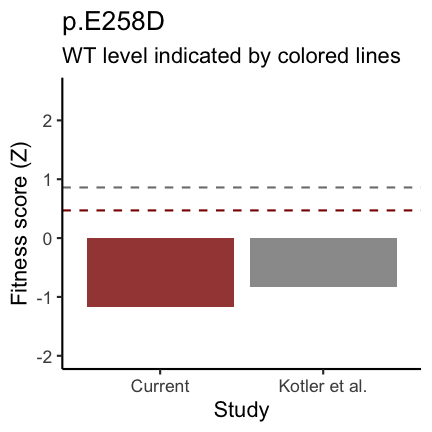 p.E258D
WT level indicated by colored lines
Fitness score (Z)
2
1
0
-1
-2
Current
Kotler et al.
Study